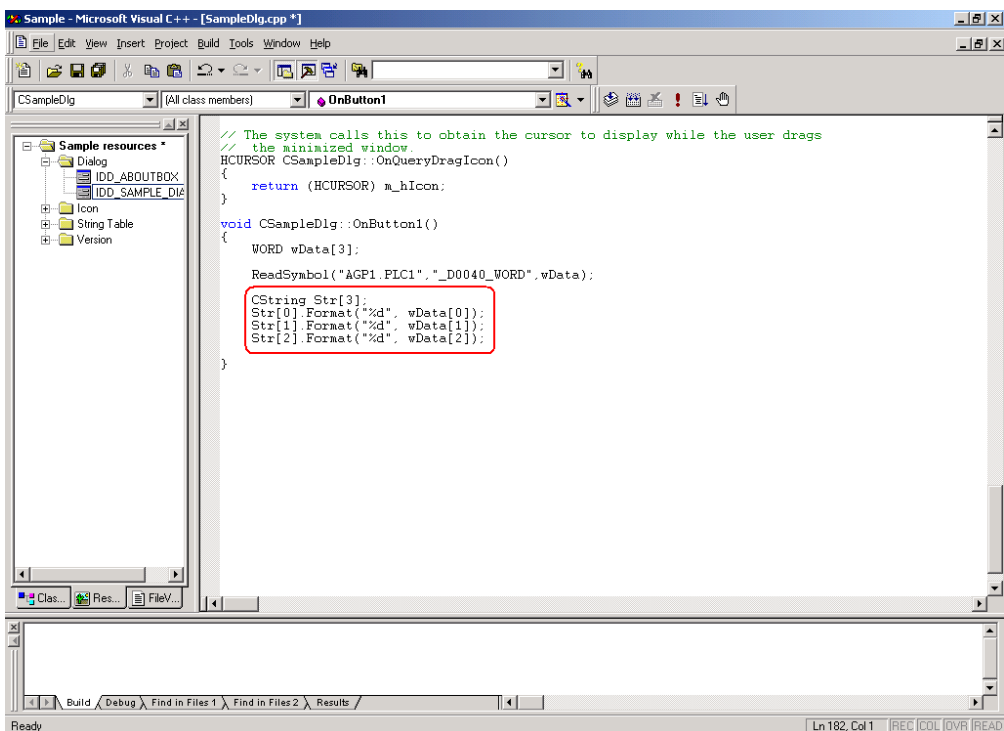 Sample - Microsoft Visual C++ - [SampleDlg.cpp *]
File Edit View Insert Project Build Tools Window Help
CSampleDlg (All class members) OnButton1
Sample resources *
Dialog
IDD_ABOUTBOX
IDD_SAMPLE_DIA
Icon
String Table
Version
Clas... Res... FileV...
// The system calls this to obtain the cursor to display while the user drags
// the minimized window.
HCURSOR CSampleDlg::OnQueryDragIcon()
{
return (HCURSOR) m_hIcon;
}
void CSampleDlg::OnButton1()
{
WORD wData[3];
ReadSymbol("AGP1.PLC1","_D0040_WORD",wData);
CString Str[3];
Str[0].Format("%d", wData[0]);
Str[1].Format("%d", wData[1]);
Str[2].Format("%d", wData[2]);
}
Build Debug Find in Files 1 Find in Files 2 Results
Ready Ln 182, Col 1 REC COL OVR READ